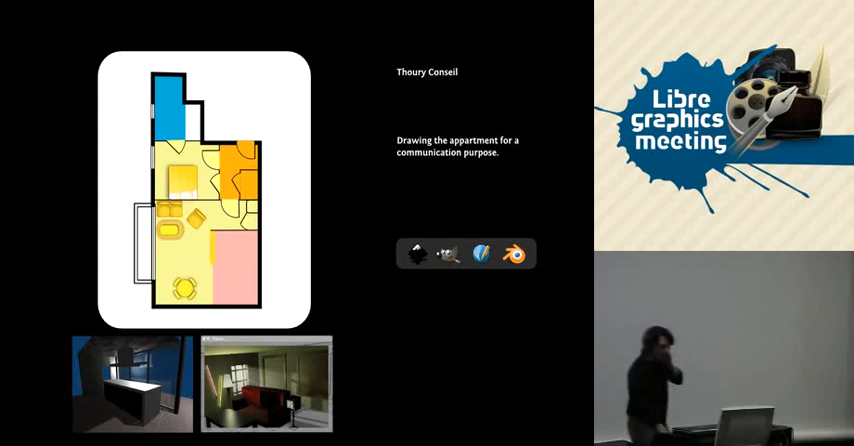 Thoury Conseil
Drawing the appartment for a
communication purpose.
Libre
graphics
meeting